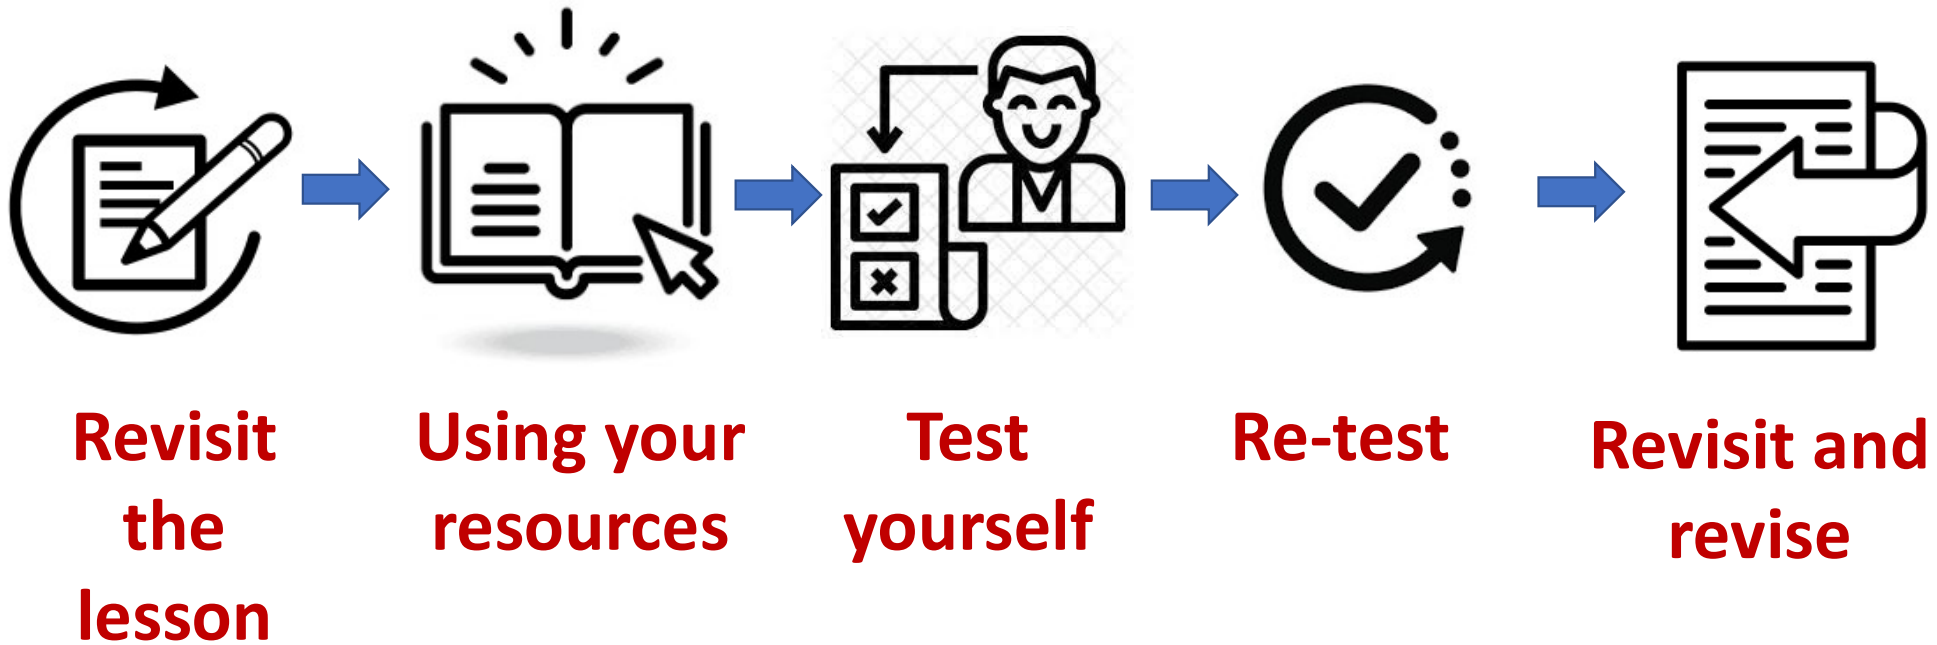 Revisit
the
lesson
Using your
resources
Test
yourself
Re-test
Revisit and
revise